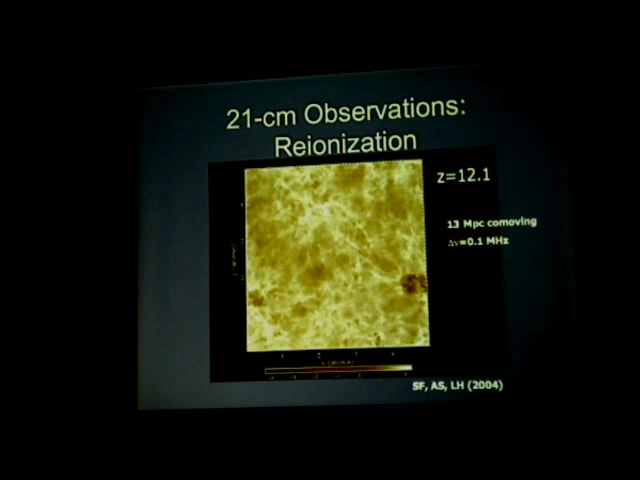 21-cm Observations:
Reionization
z=12.1
13 Mpc comoving
Δν=0.1 MHz
SF, AS, LH (2004)